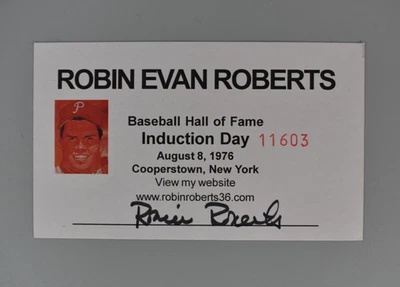 ROBIN EVAN ROBERTS
P
Baseball Hall of Fame
Induction Day 11603
August 8, 1976
Cooperstown, New York
View my website
www.robinroberts36.com
Robin Roberts